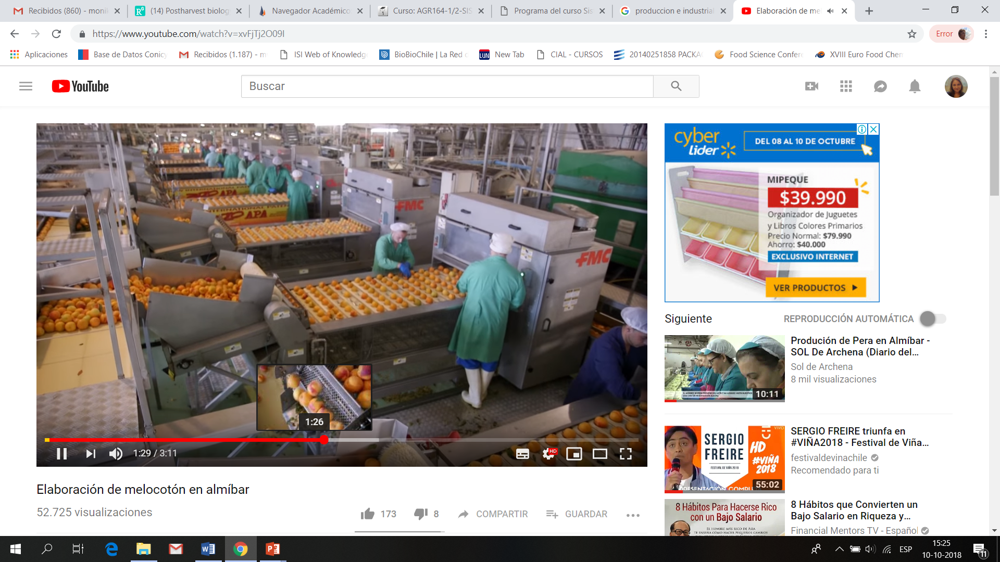 Recibidos (860) - moni
(14) Postharvest biolog
Navegador Académico
Curso: AGR164-1/2-SIS
Programa del curso Sis
produccion e industrial
Elaboración de me
https://www.youtube.com/watch?v=xvFjTj2O09I
Error
Aplicaciones
Base de Datos Conicy
Recibidos (1.187) - m
ISI Web of Knowledg
BioBioChile | La Red
LUN
New Tab
CIAL - CURSOS
20140251858 PACKA
Food Science Confere
XVIII Euro Food Chem
YouTube
Buscar
FMC
FMC
INTERNATIONAL
PAPA
cyber
lider
DEL 08 AL 10 DE OCTUBRE
MIPEQUE
$39.990
Organizador de Juguetes
y Libros Colores Primarios
Precio Normal: $79.990
Ahorro: $40.000
EXCLUSIVO INTERNET
VER PRODUCTOS
1:26
1:29 / 3:11
HD
Elaboración de melocotón en almíbar
52.725 visualizaciones
173
8
COMPARTIR
GUARDAR
Siguiente
REPRODUCCIÓN AUTOMÁTICA
10:11
Produción de Pera en Almíbar -
SOL De Archena (Diario del...
Sol de Archena
8 mil visualizaciones
VIVO
SERGIO
FREIRE
FESTIVAL DE VIÑA 2018
HD
#VIÑA
2018
PRESENTACIÓN COMPL
55:02
SERGIO FREIRE triunfa en
#VIÑA2018 - Festival de Viña...
festivaldevinachile
Recomendado para ti
8 Hábitos Para Hacerse Rico
con un Bajo Salario
EL HOMBRE MÁS RICO DE ASIA
TE ENSEÑA CÓMO HACER PEQUEÑOS CAMBIOS
8 Hábitos que Convierten un
Bajo Salario en Riqueza y...
Financial Mentors TV - Español
ESP
15:25
10-10-2018
11